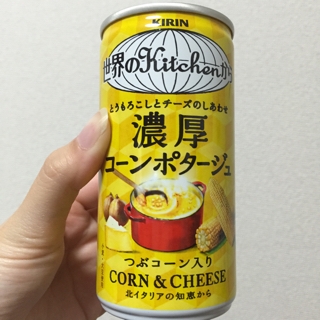 KIRIN
世界のKitchenから
とうもろこしとチーズのしあわせ
濃厚
コーンポタージュ
つぶコーン入り
CORN & CHEESE
北イタリアの知恵から